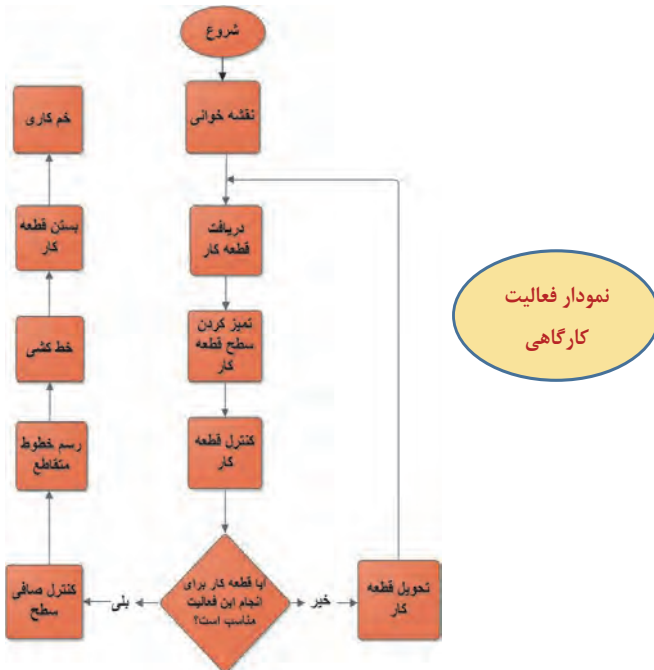 شروع
نقشه خوانی
دریافت
قطعه کار
تمیز کردن
سطح قطعه
کار
کنترل قطعه
کار
ایا قطعه کار برای
انجام این فعالیت
مناسب است؟
خیر
تحویل قطعه
کار
بلی
کنترل صافی
سطح
رسم خطوط
متقاطع
خط کشی
بستن قطعه
کار
خم کاری
نمودار فعالیت
کارگاهی